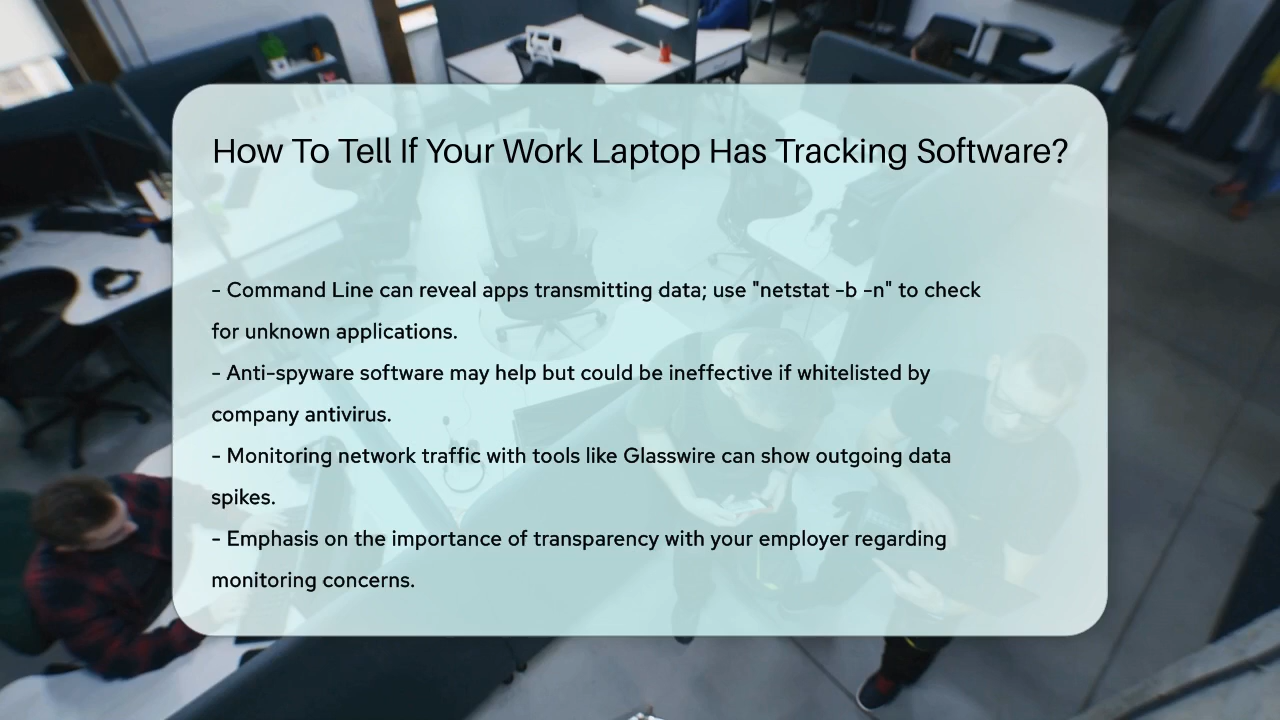 How To Tell If Your Work Laptop Has Tracking Software?
- Command Line can reveal apps transmitting data; use "netstat -b -n" to check
for unknown applications.
- Anti-spyware software may help but could be ineffective if whitelisted by
company antivirus.
- Monitoring network traffic with tools like Glasswire can show outgoing data
spikes.
- Emphasis on the importance of transparency with your employer regarding
monitoring concerns.